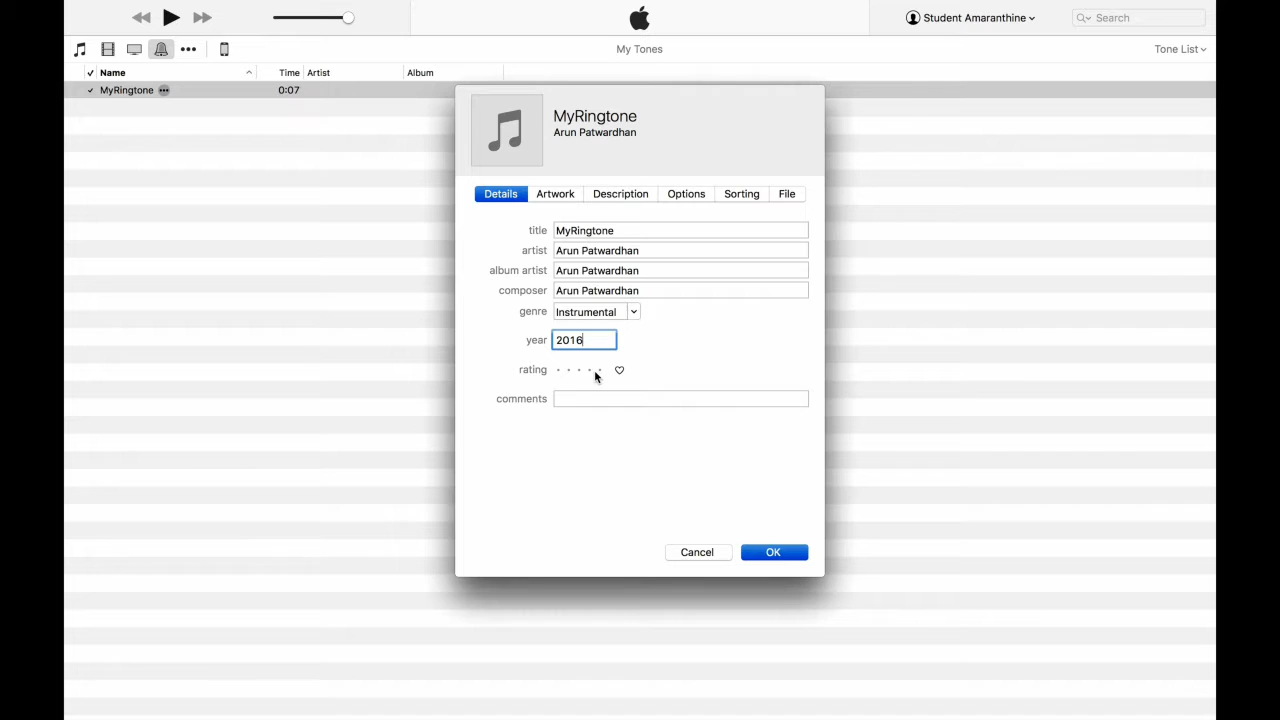 Student Amaranthine
Search
My Tones
Tone List
Name Time Artist Album
MyRingtone 0:07
MyRingtone
Arun Patwardhan
Details Artwork Description Options Sorting File
title MyRingtone
artist Arun Patwardhan
album artist Arun Patwardhan
composer Arun Patwardhan
genre Instrumental
year 2016
rating
comments
Cancel OK